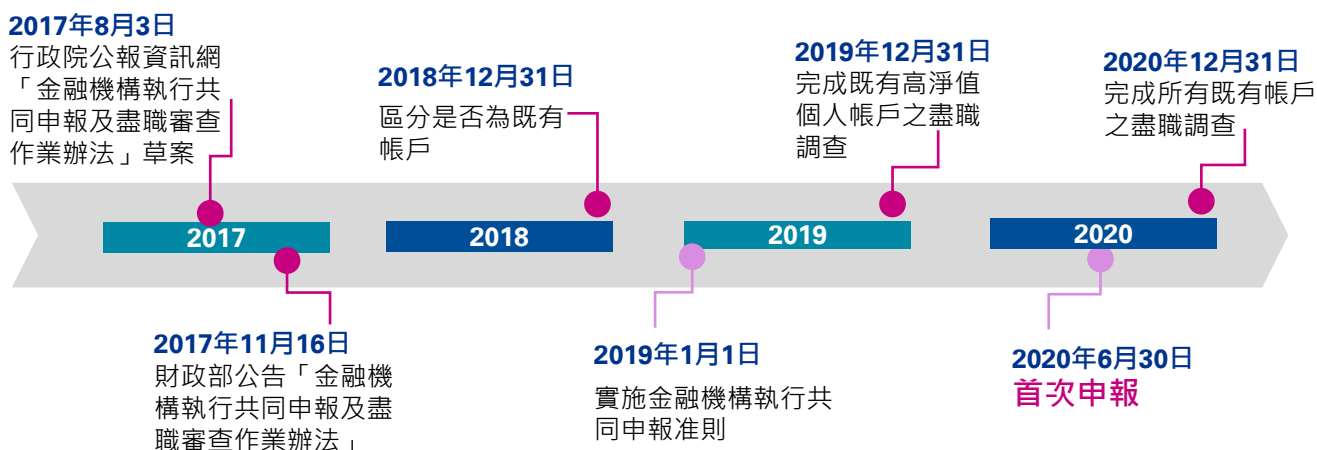 2017年8月3日
行政院公報資訊網
「金融機構執行共
同申報及盡職審查
作業辦法」草案
2018年12月31日
區分是否為既有
帳戶
2019年12月31日
完成既有高淨值
個人帳戶之盡職
調查
2020年12月31日
完成所有既有帳戶
之盡職調查
2017
2018
2019
2020
2017年11月16日
財政部公告「金融機
構執行共同申報及盡
職審查作業辦法」
2019年1月1日
實施金融機構執行共
同申報准則
2020年6月30日
首次申報